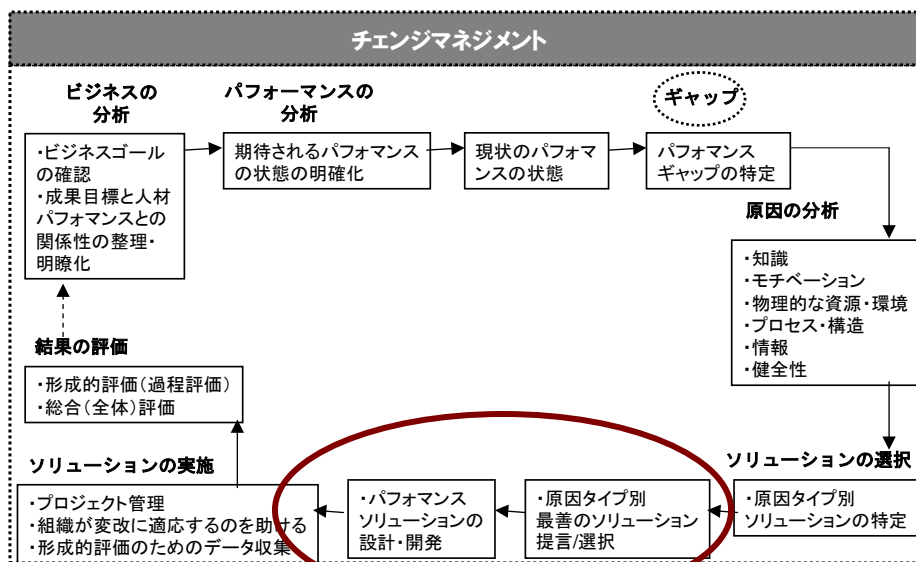 チェンジマネジメント
ビジネスの
分析
・ビジネスゴール
の確認
・成果目標と人材
パフォマンスとの
関係性の整理・
明瞭化
パフォーマンスの
分析
期待されるパフォマンス
の状態の明確化
現状のパフォマ
ンスの状態
ギャップ
パフォマンス
ギャップの特定
原因の分析
・知識
・モチベーション
・物理的な資源・環境
・プロセス・構造
・情報
・健全性
ソリューションの選択
・原因タイプ別
ソリューションの特定
・原因タイプ別
最善のソリューション
提言/選択
・パフォマンス
ソリューションの
設計・開発
ソリューションの実施
・プロジェクト管理
・組織が変改に適応するのを助ける
・形成的評価のためのデータ収集
結果の評価
・形成的評価(過程評価)
・総合(全体)評価